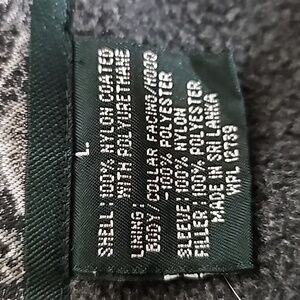 L.
SHELL: 100% NYLON COATED
WITH POLYURETHANE
LINING:
BODY: COLLAR FACING/HOOD
-100% POLYESTER
SLEEVE: 100% NYLON
FILLER: 100% POLYESTER
MADE IN SRI LANKA
WPL 12789